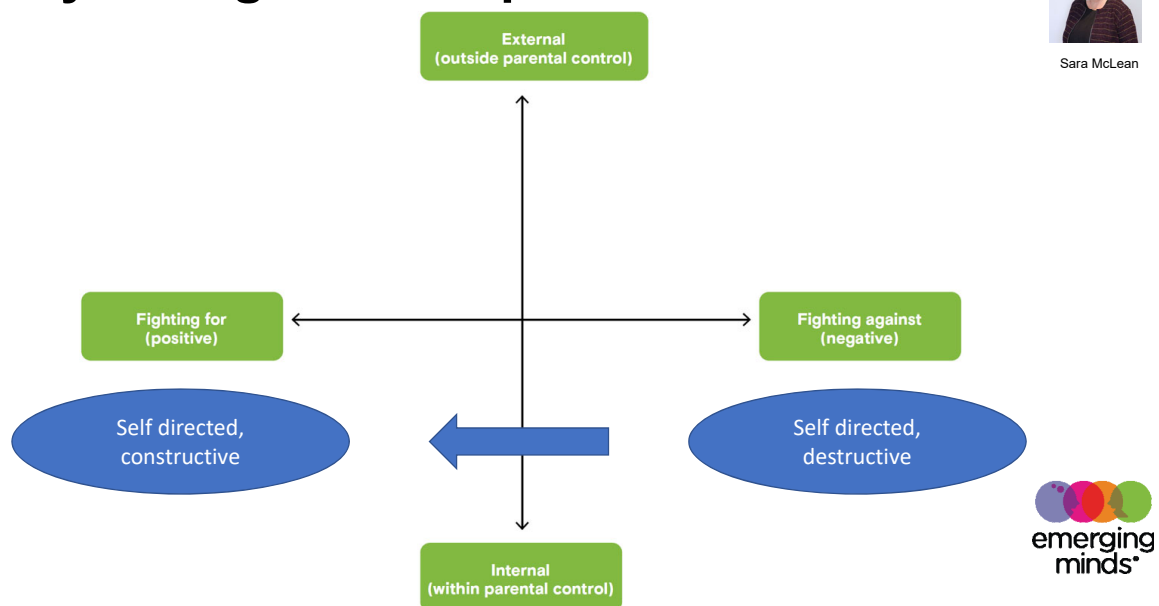 External
(outside parental control)
Sara McLean
Fighting for
(positive)
Fighting against
(negative)
Self directed,
constructive
Self directed,
destructive
emerging
minds
Internal
(within parental control)